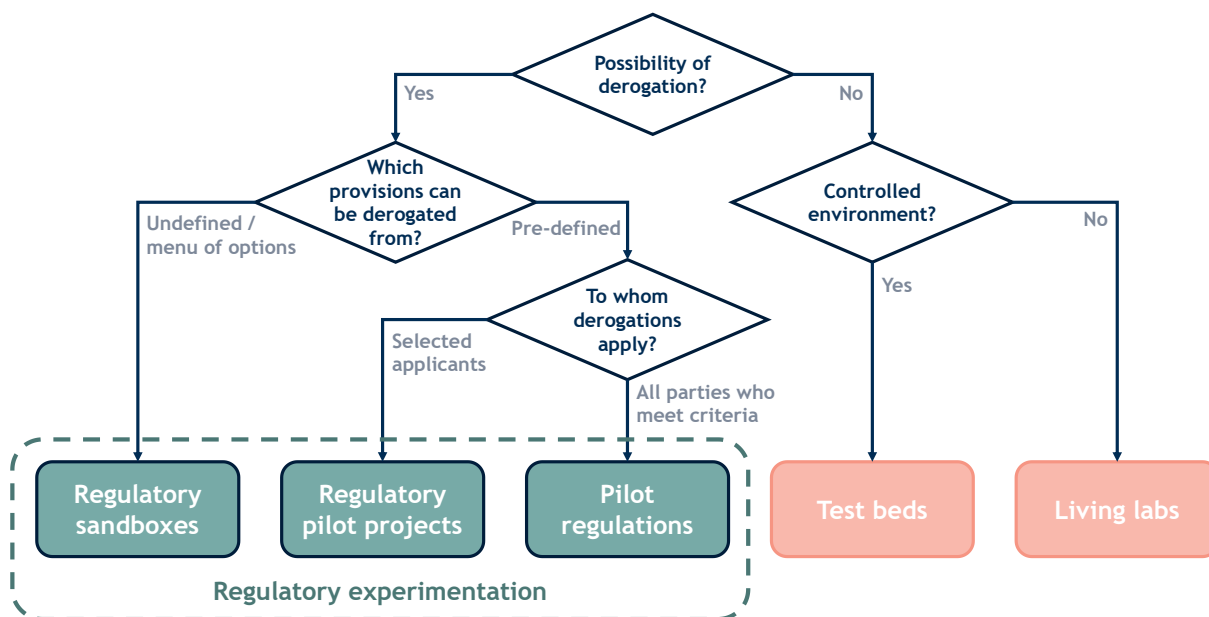 Possibility of
derogation?
Yes
No
Which
provisions can
be derogated
from?
Controlled
environment?
Undefined /
menu of options
Pre-defined
No
To whom
derogations
apply?
Yes
Selected
applicants
All parties who
meet criteria
Regulatory
sandboxes
Regulatory
pilot projects
Pilot
regulations
Test beds
Living labs
Regulatory experimentation